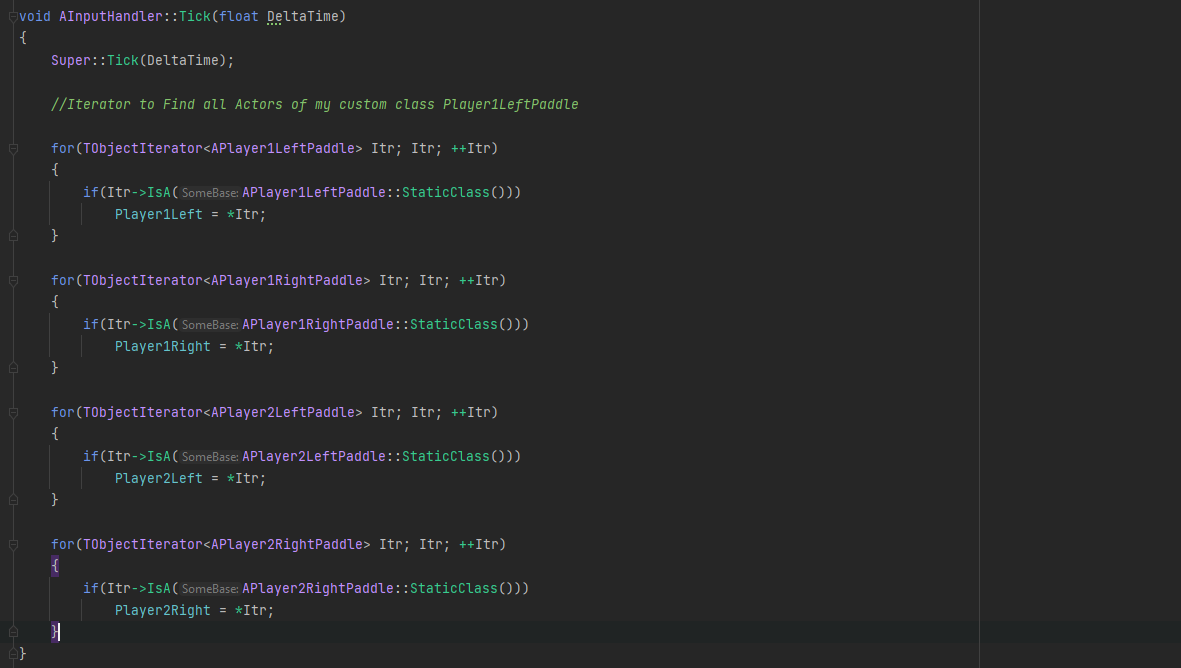 void AInputHandler::Tick(float DeltaTime)
{
    Super::Tick(DeltaTime);
    //Iterator to Find all Actors of my custom class Player1LeftPaddle
    for(TObjectIterator<APlayer1LeftPaddle> Itr; Itr; ++Itr)
    {
        if(Itr->IsA(SomeBase: APlayer1LeftPaddle::StaticClass()))
            Player1Left = *Itr;
    }
    for(TObjectIterator<APlayer1RightPaddle> Itr; Itr; ++Itr)
    {
        if(Itr->IsA(SomeBase: APlayer1RightPaddle::StaticClass()))
            Player1Right = *Itr;
    }
    for(TObjectIterator<APlayer2LeftPaddle> Itr; Itr; ++Itr)
    {
        if(Itr->IsA(SomeBase: APlayer2LeftPaddle::StaticClass()))
            Player2Left = *Itr;
    }
    for(TObjectIterator<APlayer2RightPaddle> Itr; Itr; ++Itr)
    {
        if(Itr->IsA(SomeBase: APlayer2RightPaddle::StaticClass()))
            Player2Right = *Itr;
    }
}